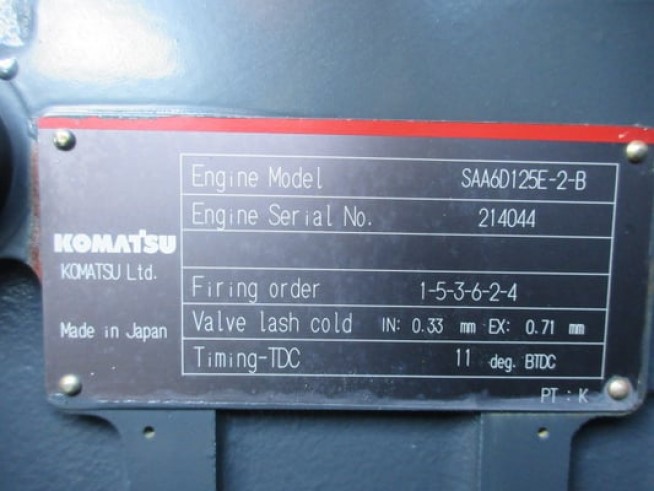 Engine Model SAA6D125E-2-B
Engine Serial No. 214044
KOMATSU
KOMATSU Ltd.
Firing order 1-5-3-6-2-4
Made in Japan
Valve lash cold IN: 0.33 mm EX: 0.71 mm
Timing-TDC 11 deg. BTDC
PT : K